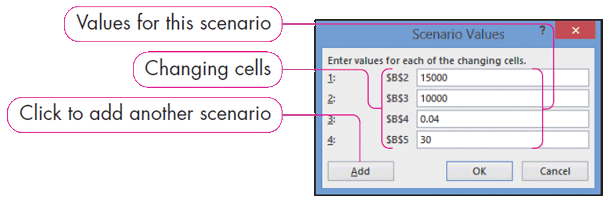 Values for this scenario
Changing cells
Click to add another scenario
Scenario Values ? ×
Enter values for each of the changing cells.
1: $B$2 15000
2: $B$3 10000
3: $B$4 0.04
4: $B$5 30
Add OK Cancel